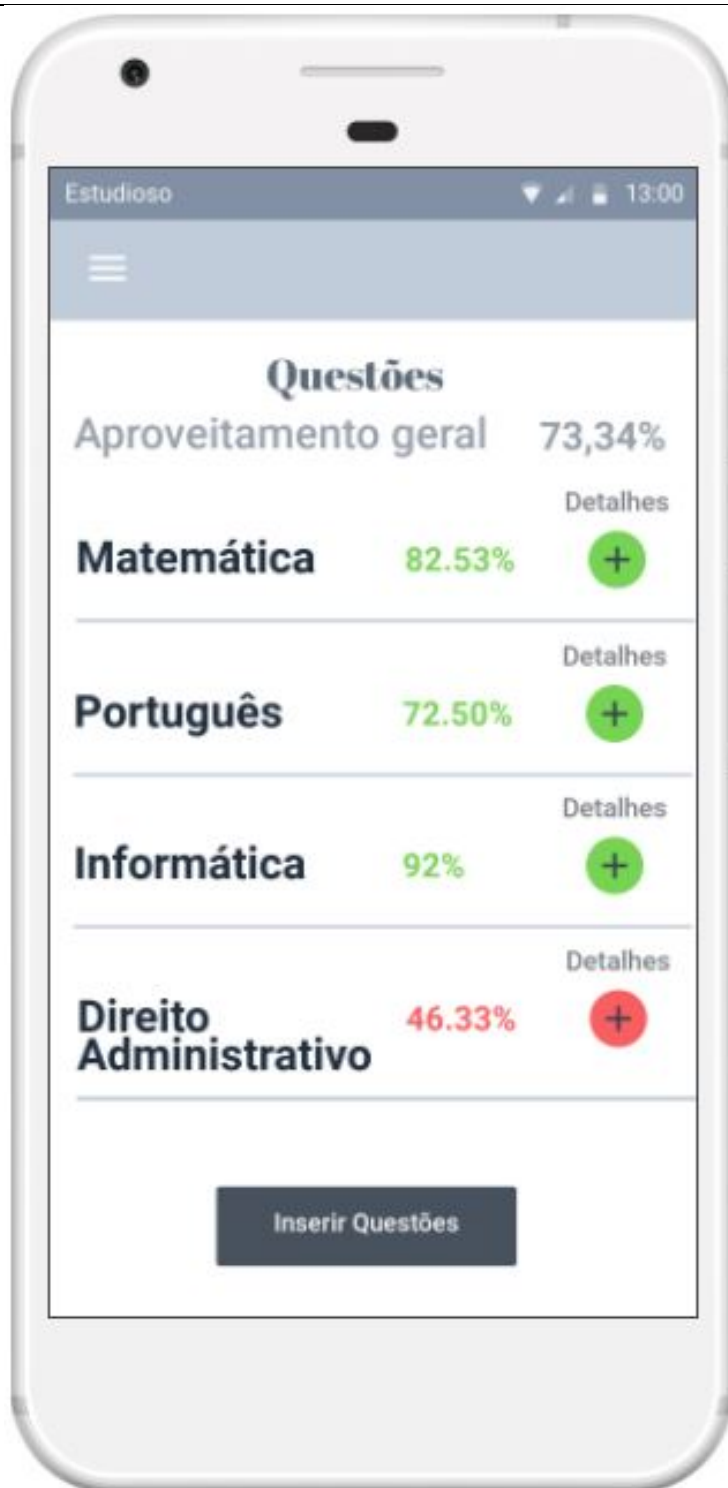 Estudioso 13:00
Questões
Aproveitamento geral 73,34%
Detalhes
Matemática 82.53% +
Detalhes
Português 72.50% +
Detalhes
Informática 92% +
Detalhes
Direito 46.33% +
Administrativo
Inserir Questões